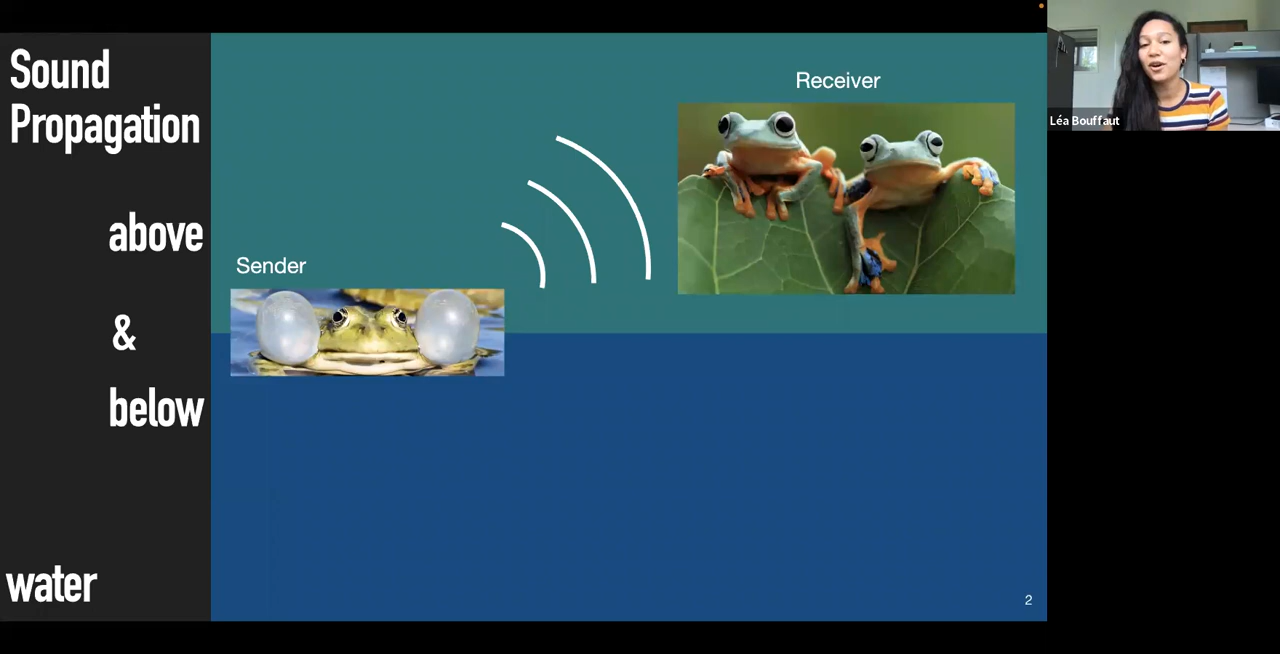 Sound
Propagation
above
&
below
water
Sender
Receiver
2
Léa Bouffaut